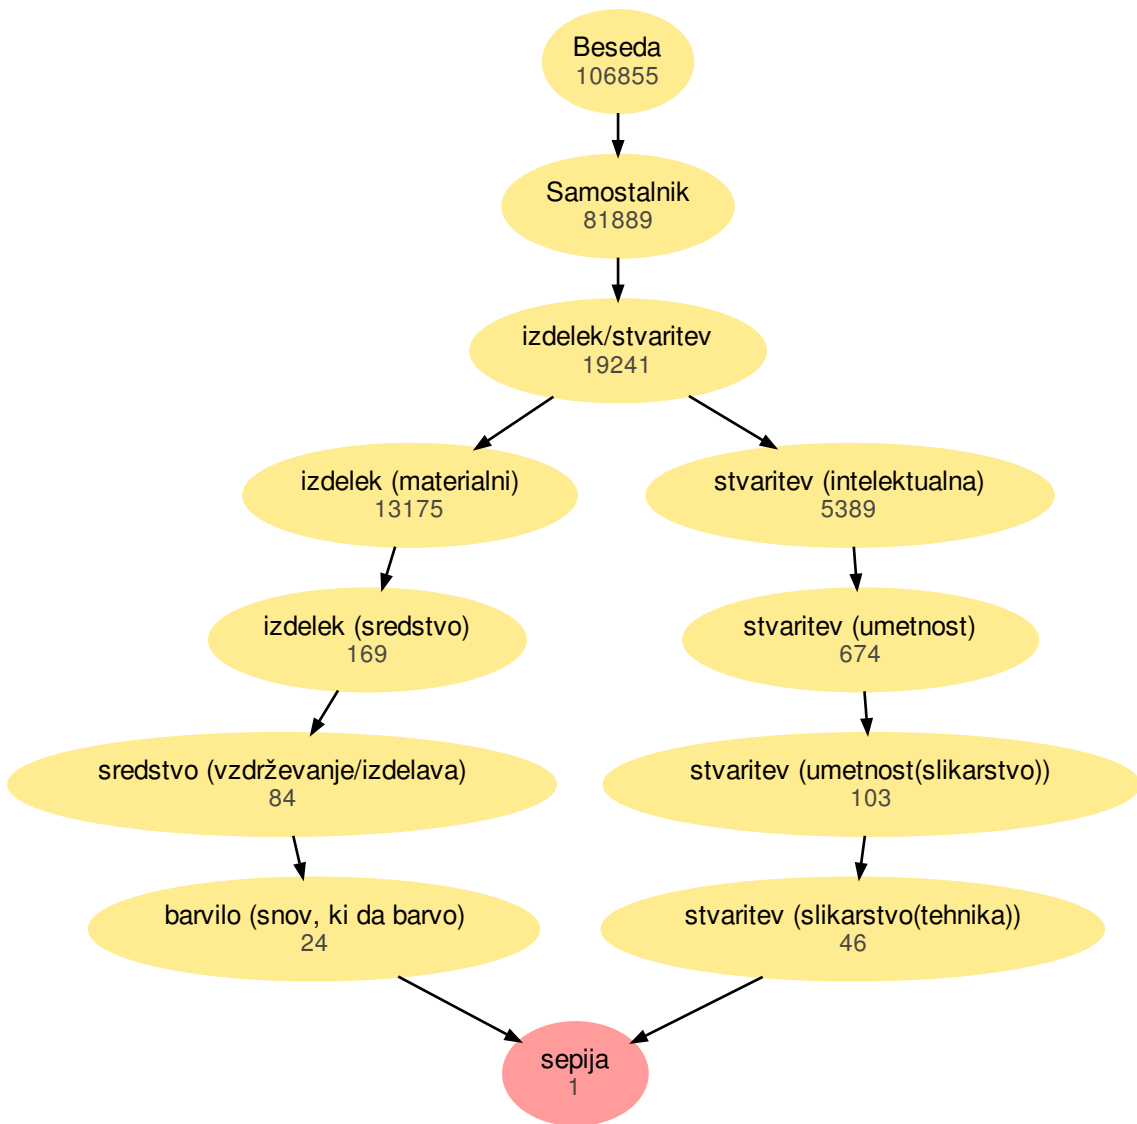 Beseda
106855
Samostalnik
81889
izdelek/stvaritev
19241
izdelek (materialni)
13175
stvaritev (intelektualna)
5389
izdelek (sredstvo)
169
stvaritev (umetnost)
674
sredstvo (vzdrževanje/izdelava)
84
stvaritev (umetnost(slikarstvo))
103
barvilo (snov, ki da barvo)
24
stvaritev (slikarstvo(tehnika))
46
sepija
1